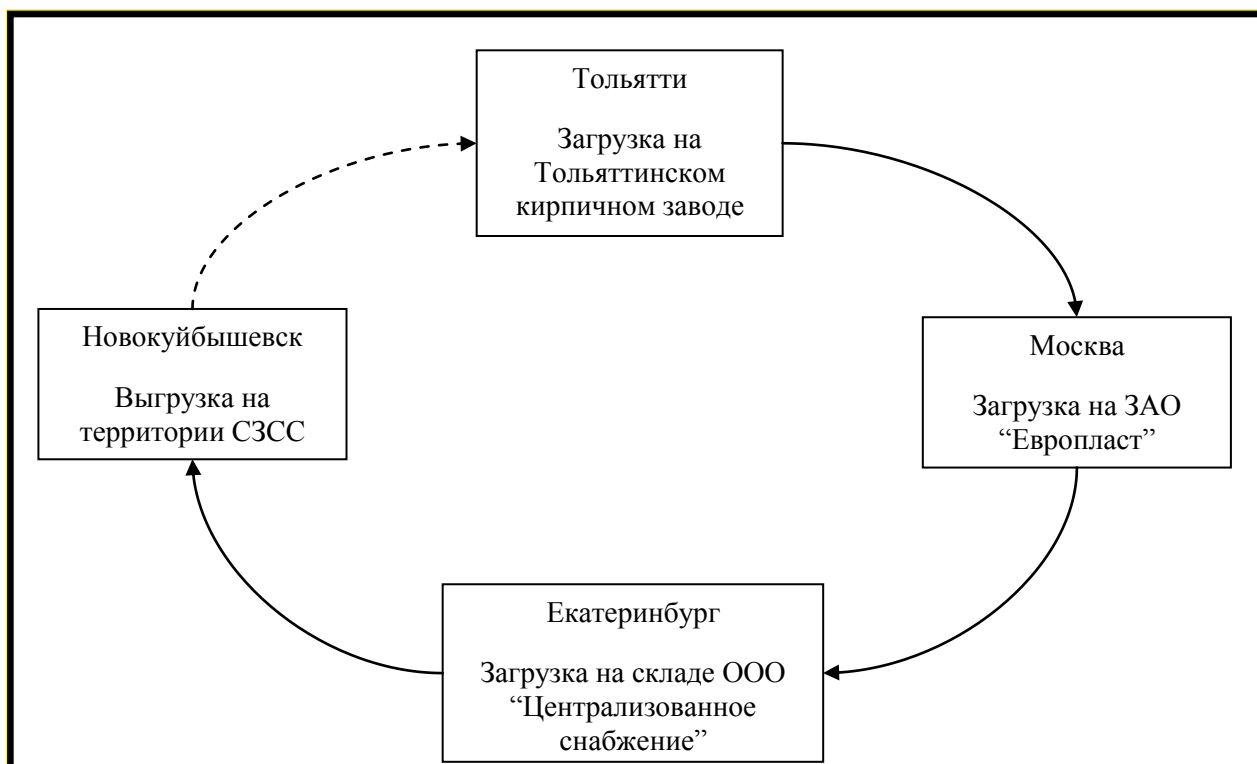 Тольятти
Загрузка на
Тольяттинском
кирпичном заводе
Новокуйбышевск
Выгрузка на
территории СЗСС
Москва
Загрузка на ЗАО
“Европласт”
Екатеринбург
Загрузка на складе ООО
“Централизованное
снабжение”